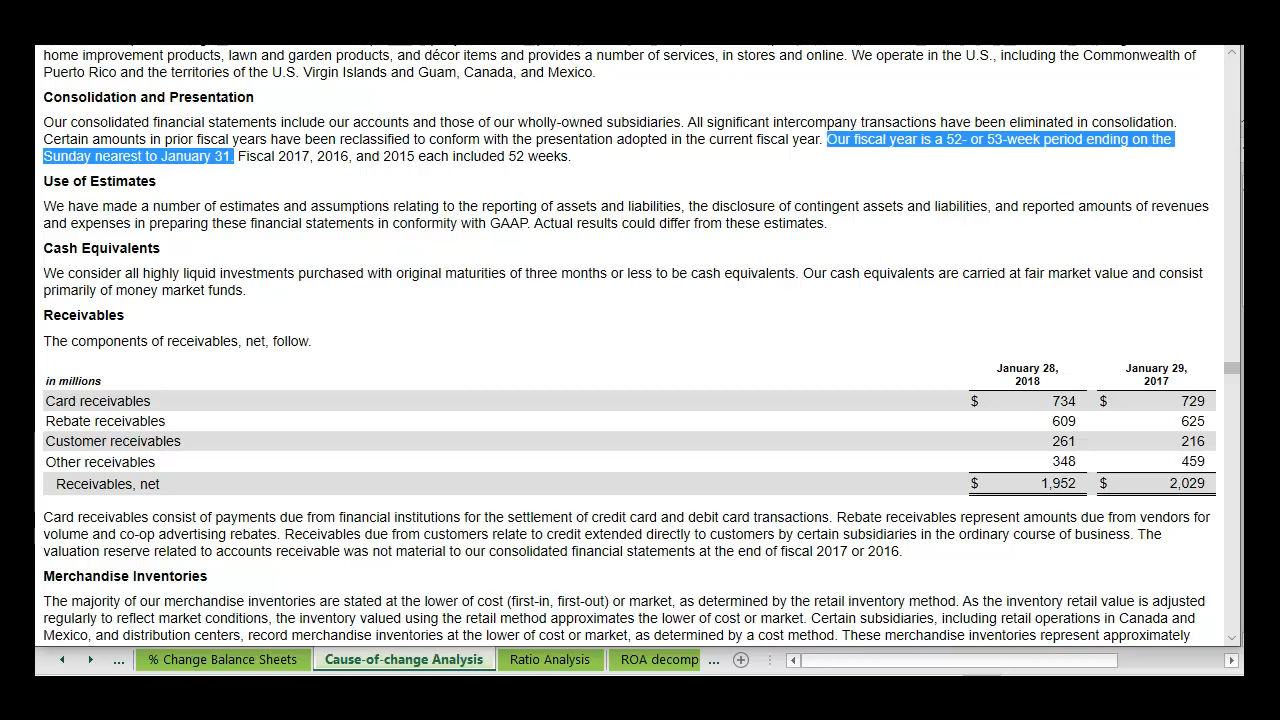 home improvement products, lawn and garden products, and décor items and provides a number of services, in stores and online. We operate in the U.S., including the Commonwealth of
Puerto Rico and the territories of the U.S. Virgin Islands and Guam, Canada, and Mexico.
Consolidation and Presentation
Our consolidated financial statements include our accounts and those of our wholly-owned subsidiaries. All significant intercompany transactions have been eliminated in consolidation.
Certain amounts in prior fiscal years have been reclassified to conform with the presentation adopted in the current fiscal year. Our fiscal year is a 52- or 53-week period ending on the
Sunday nearest to January 31. Fiscal 2017, 2016, and 2015 each included 52 weeks.
Use of Estimates
We have made a number of estimates and assumptions relating to the reporting of assets and liabilities, the disclosure of contingent assets and liabilities, and reported amounts of revenues
and expenses in preparing these financial statements in conformity with GAAP. Actual results could differ from these estimates.
Cash Equivalents
We consider all highly liquid investments purchased with original maturities of three months or less to be cash equivalents. Our cash equivalents are carried at fair market value and consist
primarily of money market funds.
Receivables
The components of receivables, net, follow.
in millions January 28, 2018 January 29, 2017
Card receivables $ 734 $ 729
Rebate receivables 609 625
Customer receivables 261 216
Other receivables 348 459
Receivables, net $ 1,952 $ 2,029
Card receivables consist of payments due from financial institutions for the settlement of credit card and debit card transactions. Rebate receivables represent amounts due from vendors for
volume and co-op advertising rebates. Receivables due from customers relate to credit extended directly to customers by certain subsidiaries in the ordinary course of business. The
valuation reserve related to accounts receivable was not material to our consolidated financial statements at the end of fiscal 2017 or 2016.
Merchandise Inventories
The majority of our merchandise inventories are stated at the lower of cost (first-in, first-out) or market, as determined by the retail inventory method. As the inventory retail value is adjusted
regularly to reflect market conditions, the inventory valued using the retail method approximates the lower of cost or market. Certain subsidiaries, including retail operations in Canada and
Mexico, and distribution centers, record merchandise inventories at the lower of cost or market, as determined by a cost method. These merchandise inventories represent approximately
... % Change Balance Sheets Cause-of-change Analysis Ratio Analysis ROA decomp ...